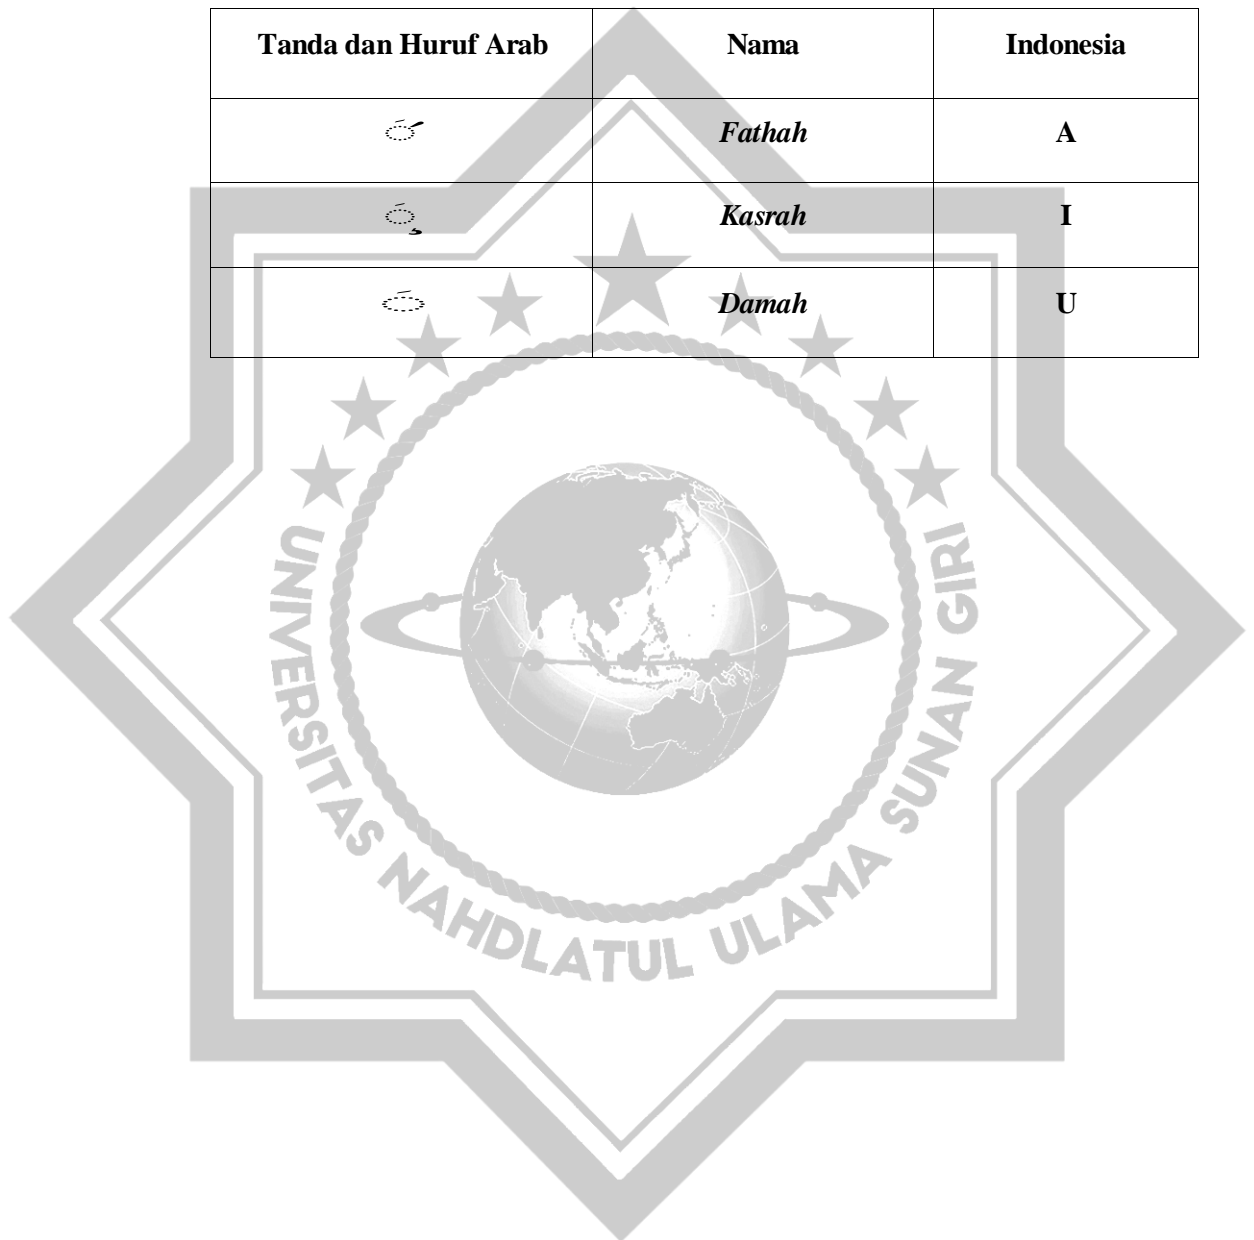 Tanda dan Huruf Arab Nama Indonesia
Fathah A
Kasrah I
Damah U
UNIVERSITAS NAHDLATUL ULAMA SUNAN GIRI